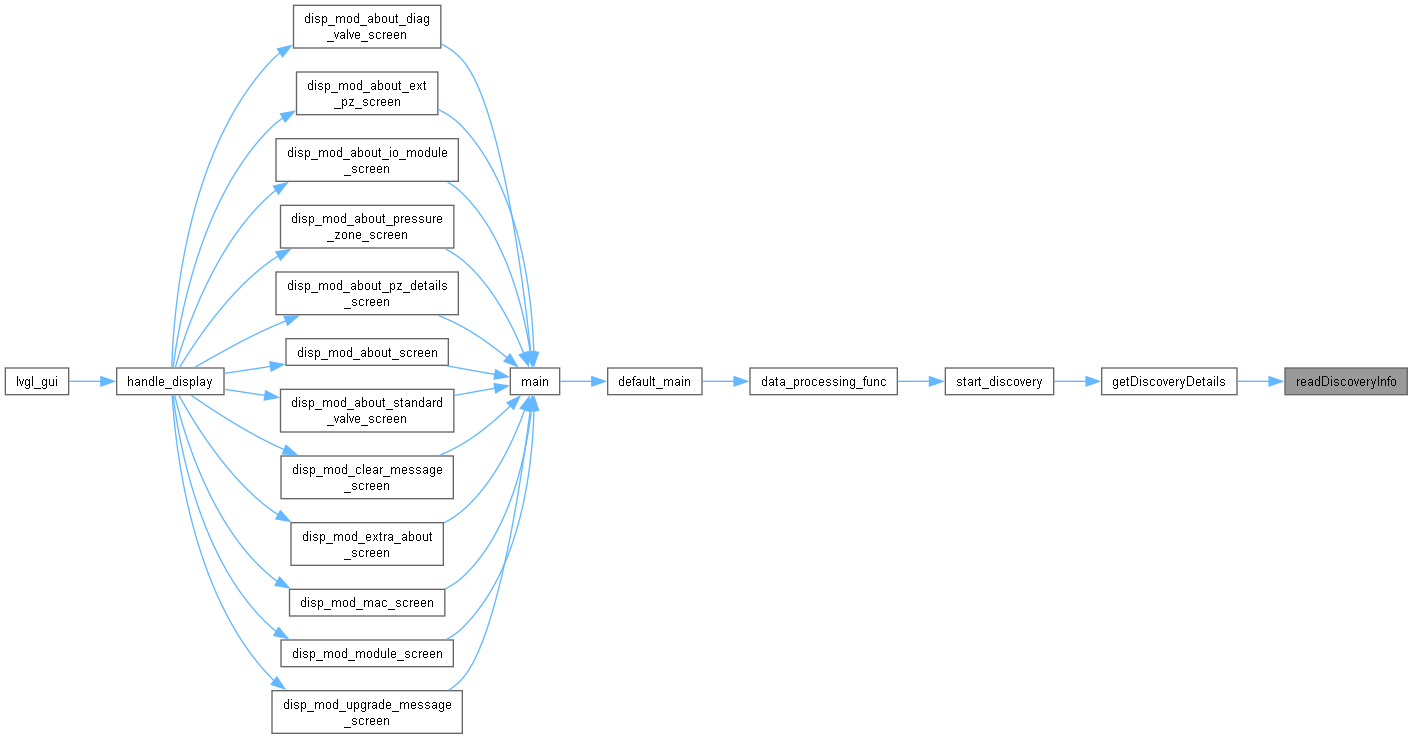 disp_mod_about_diag
_valve_screen
disp_mod_about_ext
_pz_screen
disp_mod_about_io_module
_screen
disp_mod_about_pressure
_zone_screen
disp_mod_about_pz_details
_screen
disp_mod_about_screen
lvgl_gui
handle_display
main
default_main
data_processing_func
start_discovery
getDiscoveryDetails
readDiscoveryInfo
disp_mod_about_standard
_valve_screen
disp_mod_clear_message
_screen
disp_mod_extra_about
_screen
disp_mod_mac_screen
disp_mod_module_screen
disp_mod_upgrade_message
_screen